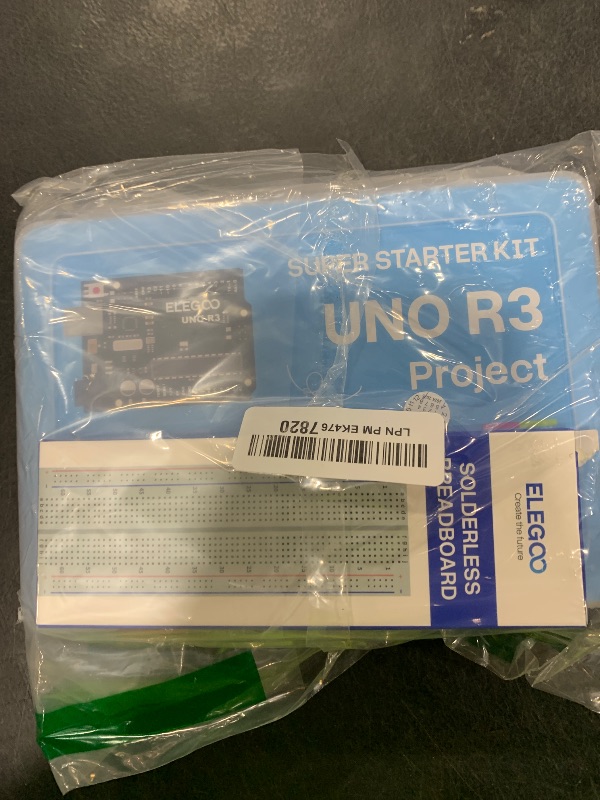 SUPER STARTER KIT
UNO R3
Project
ELEGOO
UNO R3
LPN PM EK476 7820
SOLDERLESS
BREADBOARD
ELEGOO
Create the future